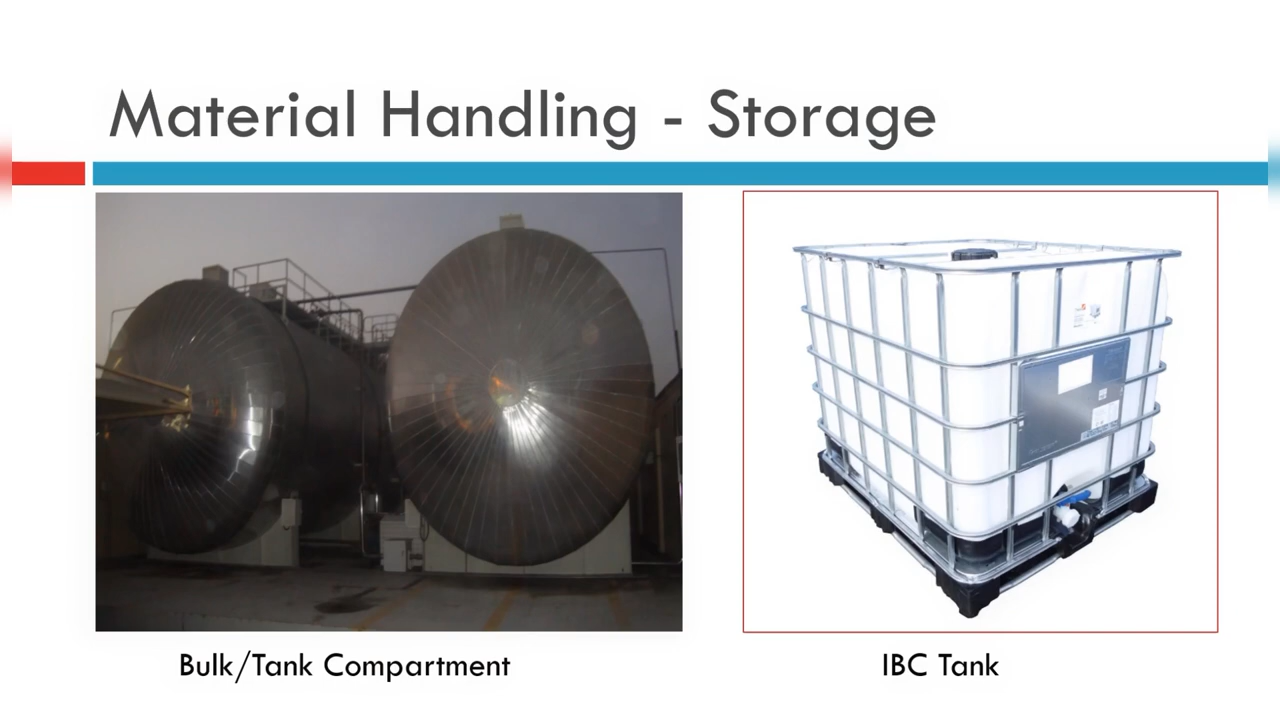 Material Handling - Storage
Bulk/Tank Compartment
IBC Tank